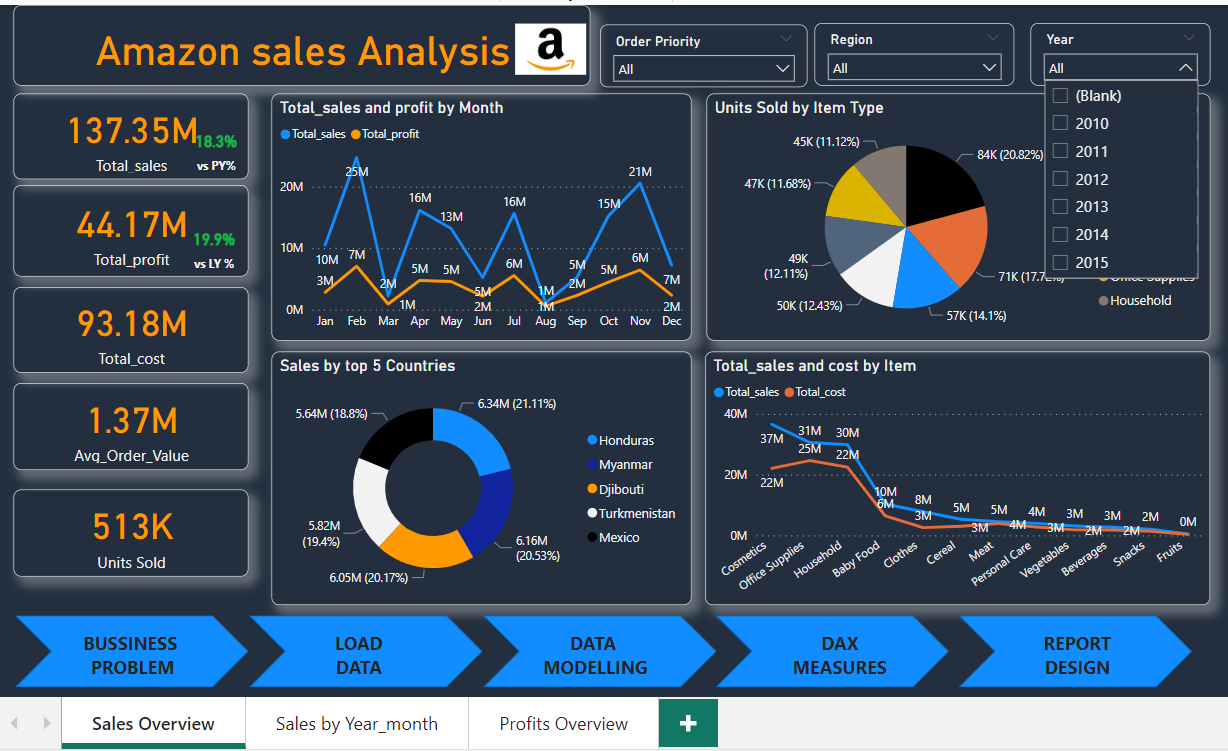 Amazon sales Analysis
a
Order Priority
All
Region
All
Year
All
(Blank)
2010
2011
2012
2013
2014
2015
137.35M
18.3%
Total_sales
vs PY%
44.17M
19.9%
Total_profit
vs LY %
93.18M
Total_cost
1.37M
Avg_Order_Value
513K
Units Sold
Total_sales and profit by Month
Total_sales
Total_profit
20M
10M
0M
10M
25M
2M
16M
13M
5M
16M
1M
5M
15M
21M
7M
3M
7M
1M
5M
5M
2M
6M
1M
2M
5M
6M
2M
Jan
Feb
Mar
Apr
May
Jun
Jul
Aug
Sep
Oct
Nov
Dec
Units Sold by Item Type
45K (11.12%)
84K (20.82%)
47K (11.68%)
49K
(12.11%)
50K (12.43%)
57K (14.1%)
71K (17.72%)
Office Supplies
Household
Sales by top 5 Countries
5.64M (18.8%)
6.34M (21.11%)
5.82M
(19.4%)
6.16M
(20.53%)
6.05M (20.17%)
Honduras
Myanmar
Djibouti
Turkmenistan
Mexico
Total_sales and cost by Item
Total_sales
Total_cost
40M
20M
0M
37M
31M
30M
10M
8M
5M
5M
4M
3M
3M
2M
0M
22M
25M
22M
6M
3M
3M
4M
3M
2M
2M
Cosmetics
Office Supplies
Household
Baby Food
Clothes
Cereal
Meat
Personal Care
Vegetables
Beverages
Snacks
Fruits
BUSSINESS
PROBLEM
LOAD
DATA
DATA
MODELLING
DAX
MEASURES
REPORT
DESIGN
Sales Overview
Sales by Year_month
Profits Overview
+